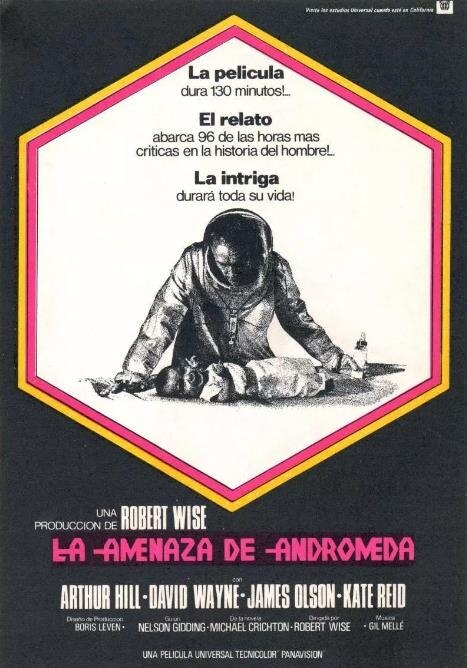 Visite los estudios Universal cuando esté en California
La pelicula
dura 130 minutos!...
El relato
abarca 96 de las horas mas
criticas en la historia del hombre!...
La intriga
durará toda su vida!
UNA
PRODUCCION DE ROBERT WISE
LA AMENAZA DE ANDROMEDA
con
ARTHUR HILL · DAVID WAYNE · JAMES OLSON · KATE REID
Diseño de Produccion Guion De la novela Dirigida por Musica
BORIS LEVEN · NELSON GIDDING · MICHAEL CRICHTON · ROBERT WISE · GIL MELLÉ
UNA PELICULA UNIVERSAL TECNICOLOR PANAVISION